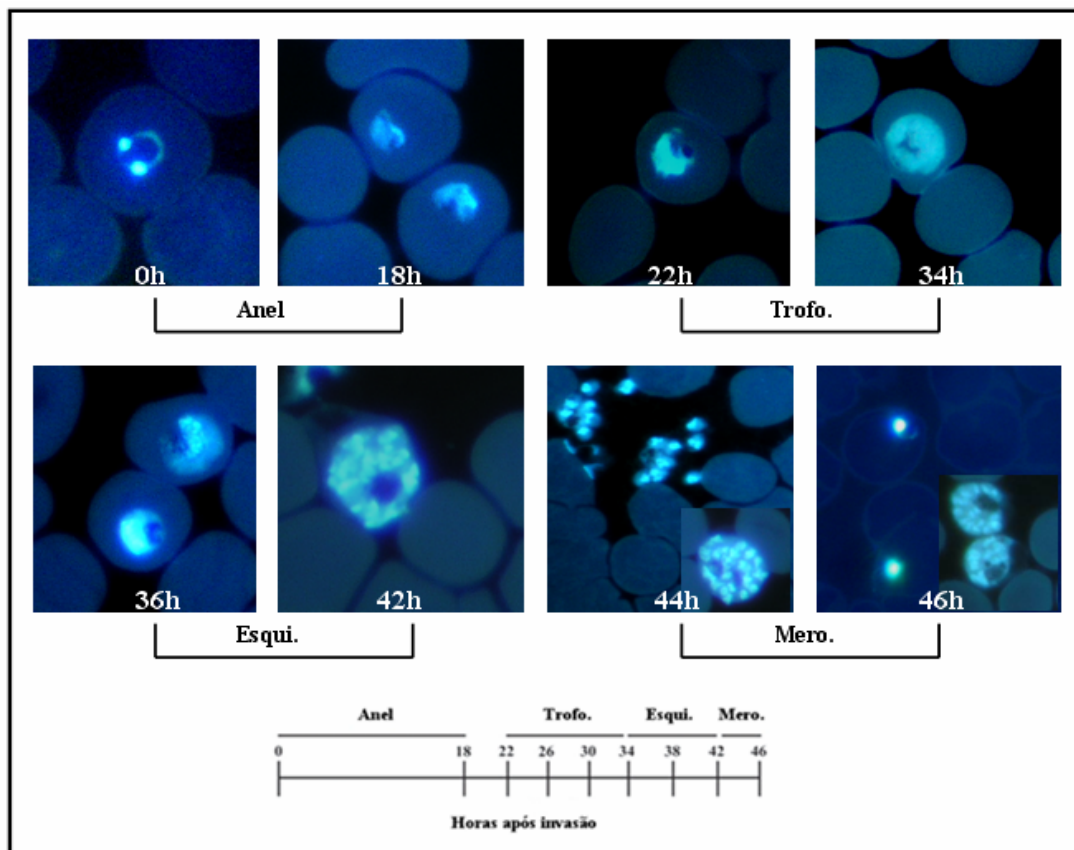 0h 18h 22h 34h
Anel Trofo.
36h 42h 44h 46h
Esqui. Mero.
Anel Trofo. Esqui. Mero.
0 18 22 26 30 34 38 42 46
Horas após invasão